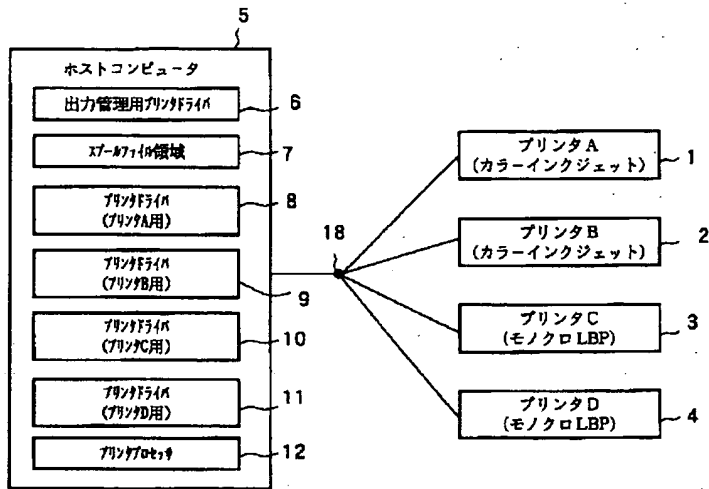 5
ホストコンピュータ
出力管理用プリンタドライバ
6
スプールファイル領域
7
プリンタドライバ
(プリンタA用)
8
プリンタドライバ
(プリンタB用)
9
プリンタドライバ
(プリンタC用)
10
プリンタドライバ
(プリンタD用)
11
プリントプロセッサ
12
18
プリンタA
(カラーインクジェット)
1
プリンタB
(カラーインクジェット)
2
プリンタC
(モノクロLBP)
3
プリンタD
(モノクロLBP)
4